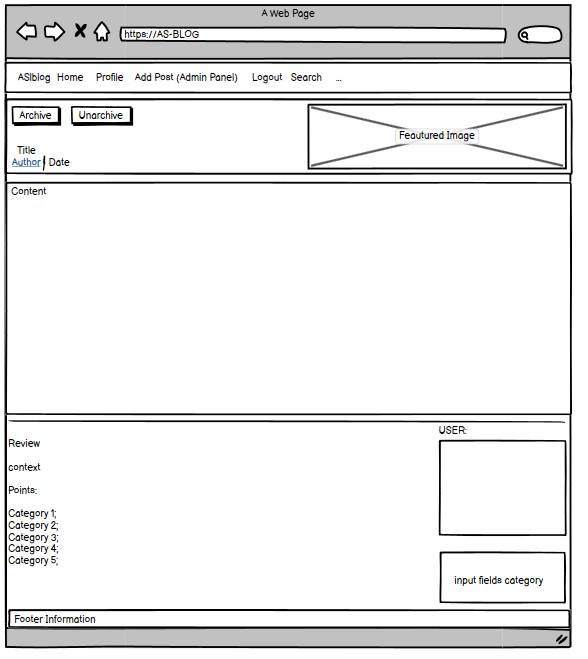 A Web Page
https://AS-BLOG
ASIblog Home Profile Add Post (Admin Panel) Logout Search ...
Archive Unarchive
Feautured Image
Title
Author | Date
Content
USER:
Review
context
Points:
Category 1;
Category 2;
Category 3;
Category 4;
Category 5;
input fields category
Footer Information